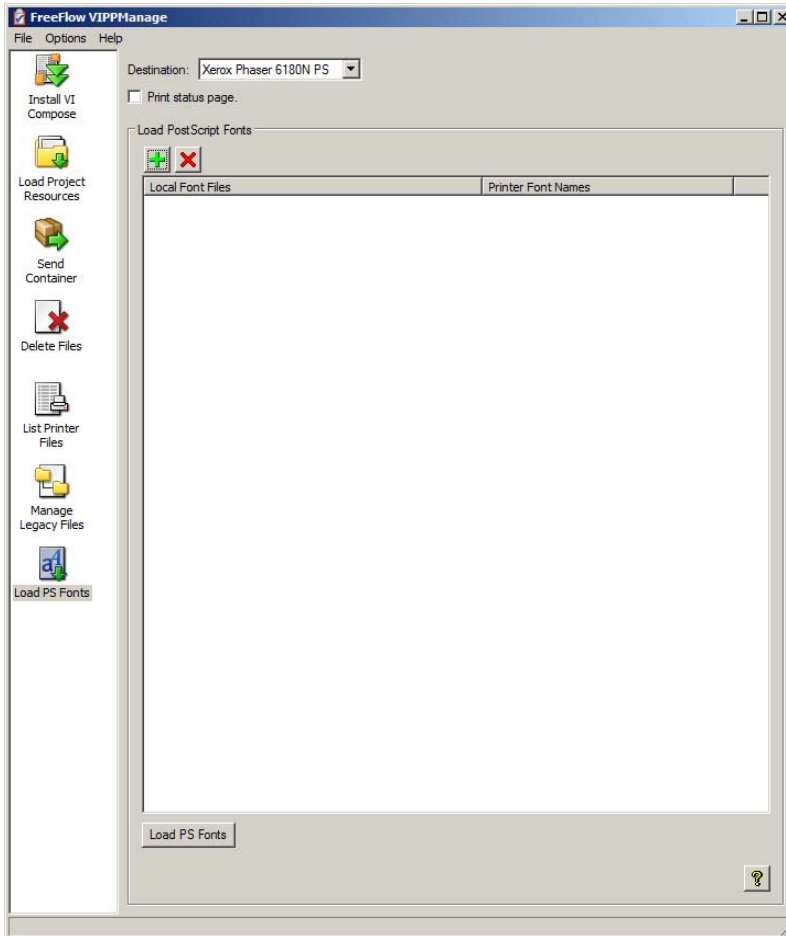 FreeFlow VIPPManage
File Options Help
Install VI
Compose
Load Project
Resources
Send
Container
Delete Files
List Printer
Files
Manage
Legacy Files
Load PS Fonts
Destination: Xerox Phaser 6180N PS
Print status page.
Load PostScript Fonts
Local Font Files Printer Font Names
Load PS Fonts